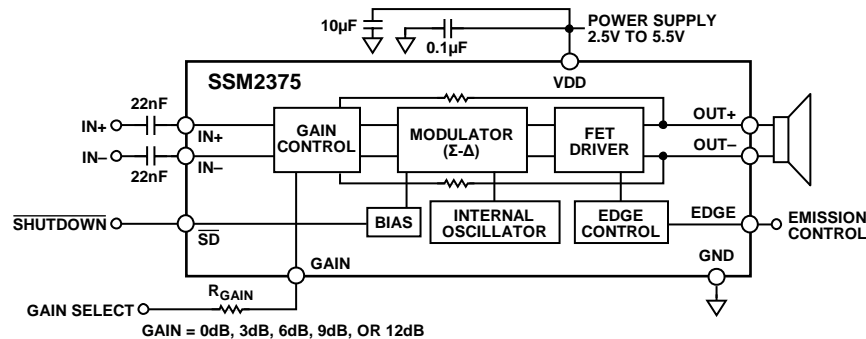 10µF
0.1µF
POWER SUPPLY
2.5V TO 5.5V
SSM2375
VDD
22nF
IN+
IN+
IN–
IN–
22nF
GAIN
CONTROL
MODULATOR
(Σ-Δ)
FET
DRIVER
OUT+
OUT–
SHUTDOWN
SD
BIAS
INTERNAL
OSCILLATOR
EDGE
CONTROL
EDGE
EMISSION
CONTROL
GAIN
GND
GAIN SELECT
RGAIN
GAIN = 0dB, 3dB, 6dB, 9dB, OR 12dB